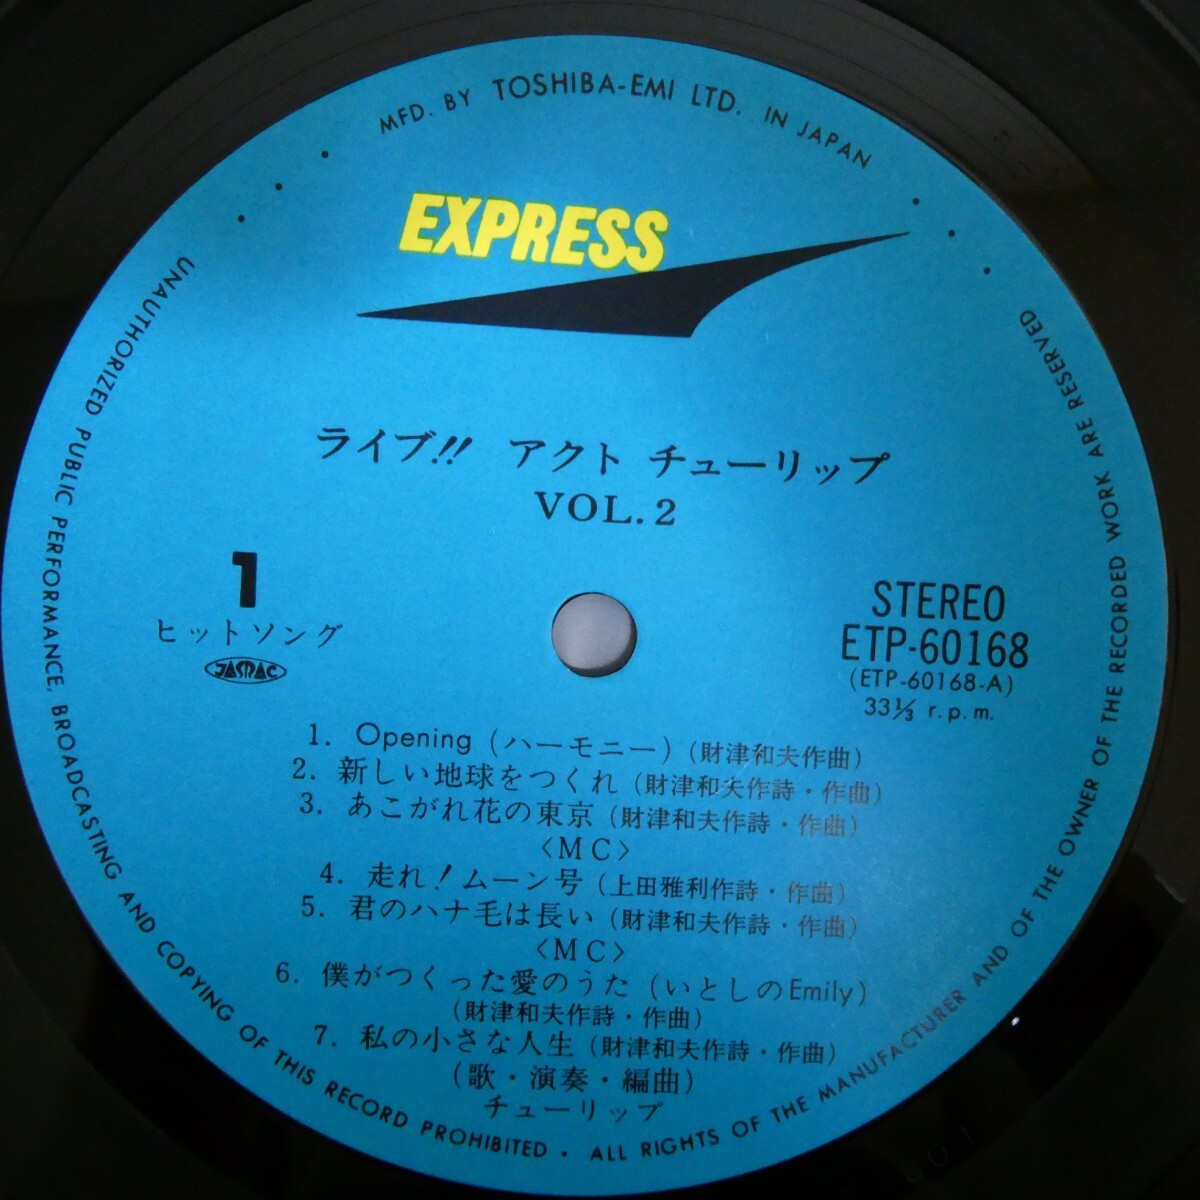 MFD. BY TOSHIBA-EMI LTD. IN JAPAN
EXPRESS
ライブ!! アクト チューリップ
VOL.2
1
ヒットソング
JASRAC
STEREO
ETP-60168
(ETP-60168-A)
33⅓ r.p.m.
1. Opening (ハーモニー) (財津和夫作曲)
2. 新しい地球をつくれ (財津和夫作詩・作曲)
3. あこがれ花の東京 (財津和夫作詩・作曲)
〈MC〉
4. 走れ!ムーン号 (上田雅利作詩・作曲)
5. 君のハナ毛は長い (財津和夫作詩・作曲)
〈MC〉
6. 僕がつくった愛のうた (いとしのEmily)
(財津和夫作詩・作曲)
7. 私の小さな人生 (財津和夫作詩・作曲)
(歌・演奏・編曲)
チューリップ
UNAUTHORIZED PUBLIC PERFORMANCE, BROADCASTING AND COPYING OF THIS RECORD PROHIBITED • ALL RIGHTS OF THE MANUFACTURER AND OF THE OWNER OF THE RECORDED WORK ARE RESERVED